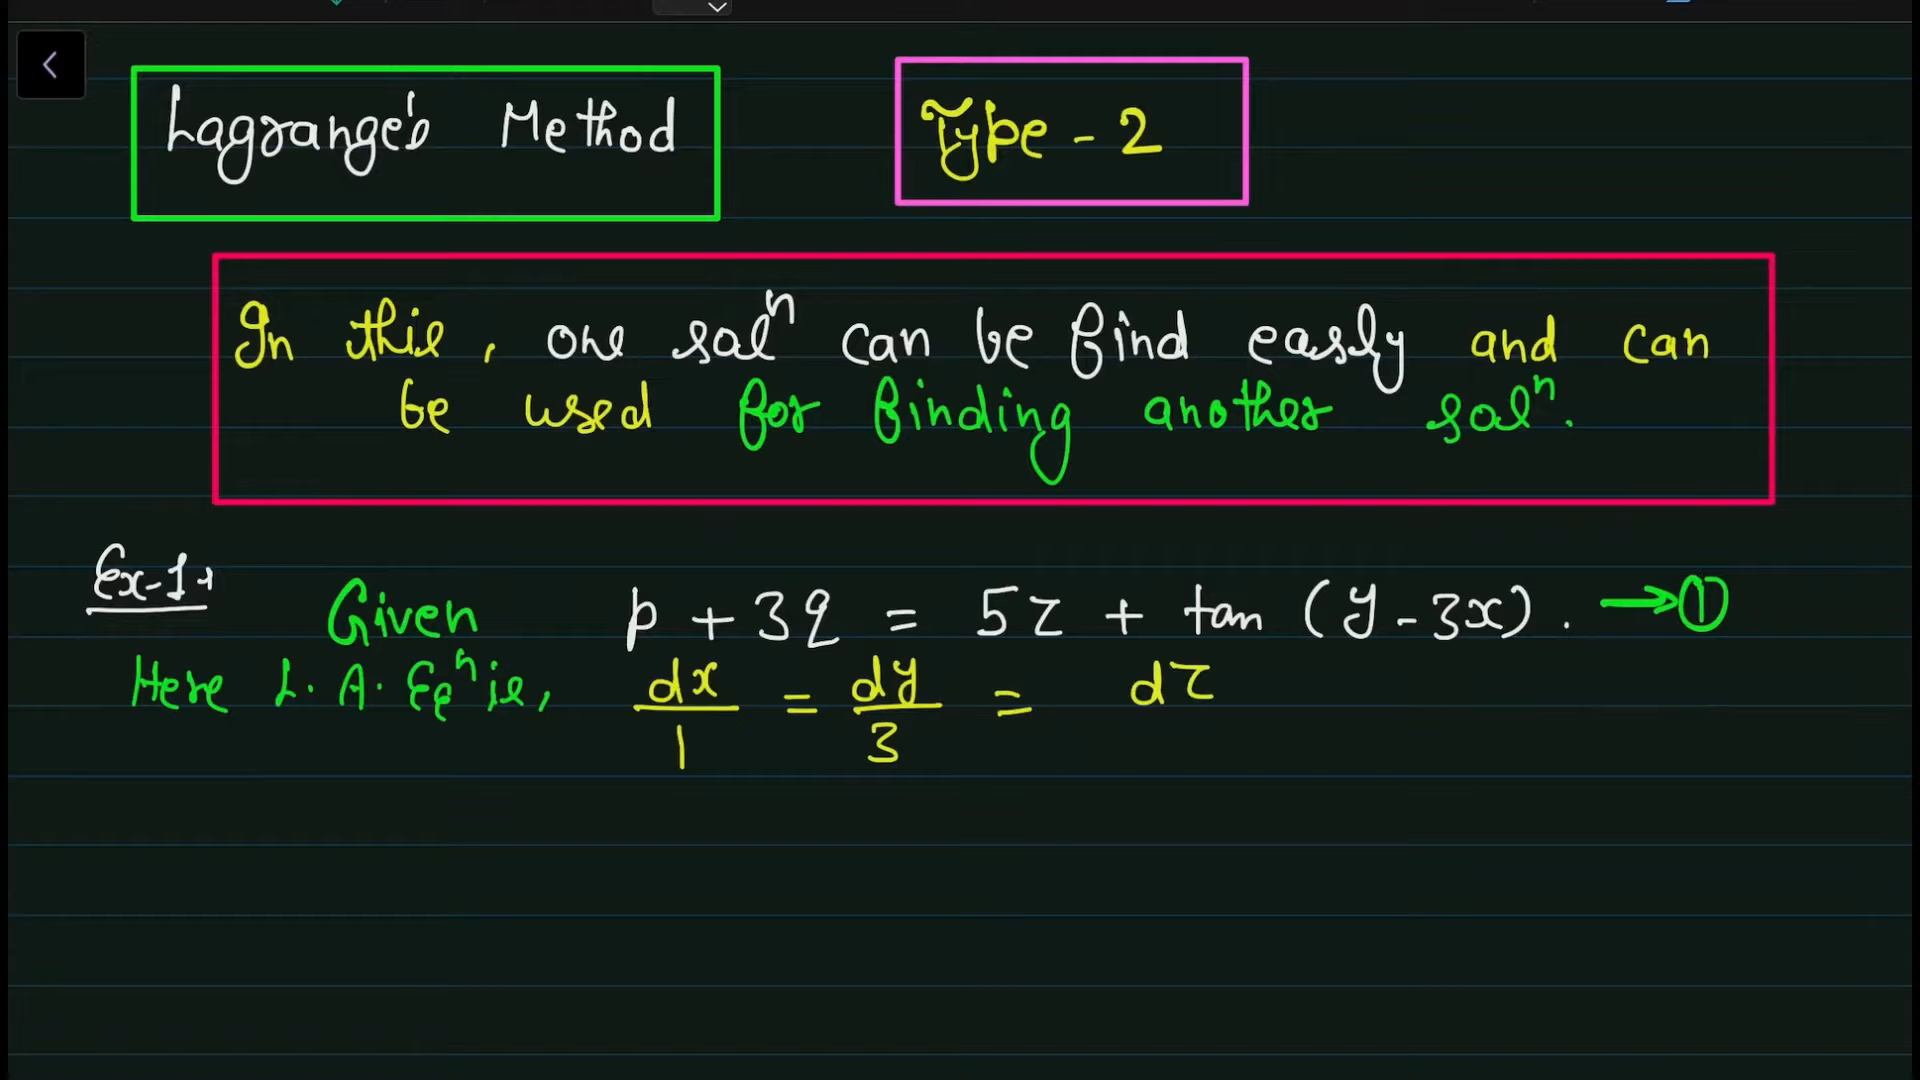 Lagrange's Method
Type - 2
In this, one solⁿ can be find easly and can
be used for finding another solⁿ.
Ex-1.
Given p + 3q = 5z + tan (y - 3x). → ①
Here L. A. Eqⁿ is, dx/1 = dy/3 = dz